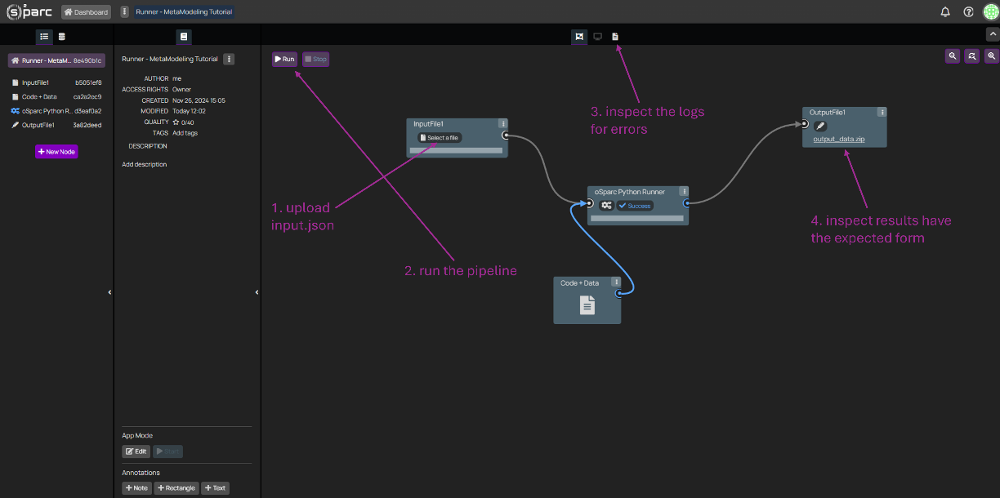 s2parc Dashboard Runner - MetaModeling Tutorial
Runner - MetaM... 8e490b1c
InputFile1 b5051ef8
Code + Data ca2a2ec9
oSparc Python R... d3eaf0a2
OutputFile1 3a82deed
+ New Node
Runner - MetaModeling Tutorial
AUTHOR me
ACCESS RIGHTS Owner
CREATED Nov 26, 2024 15:05
MODIFIED Today 12:02
QUALITY 0/40
TAGS Add tags
DESCRIPTION
Add description
App Mode
Edit Start
Annotations
+ Note + Rectangle + Text
Run Stop
InputFile1
Select a file
1. upload
input.json
2. run the pipeline
3. inspect the logs
for errors
oSparc Python Runner
Success
Code + Data
OutputFile1
output_data.zip
4. inspect results have
the expected form